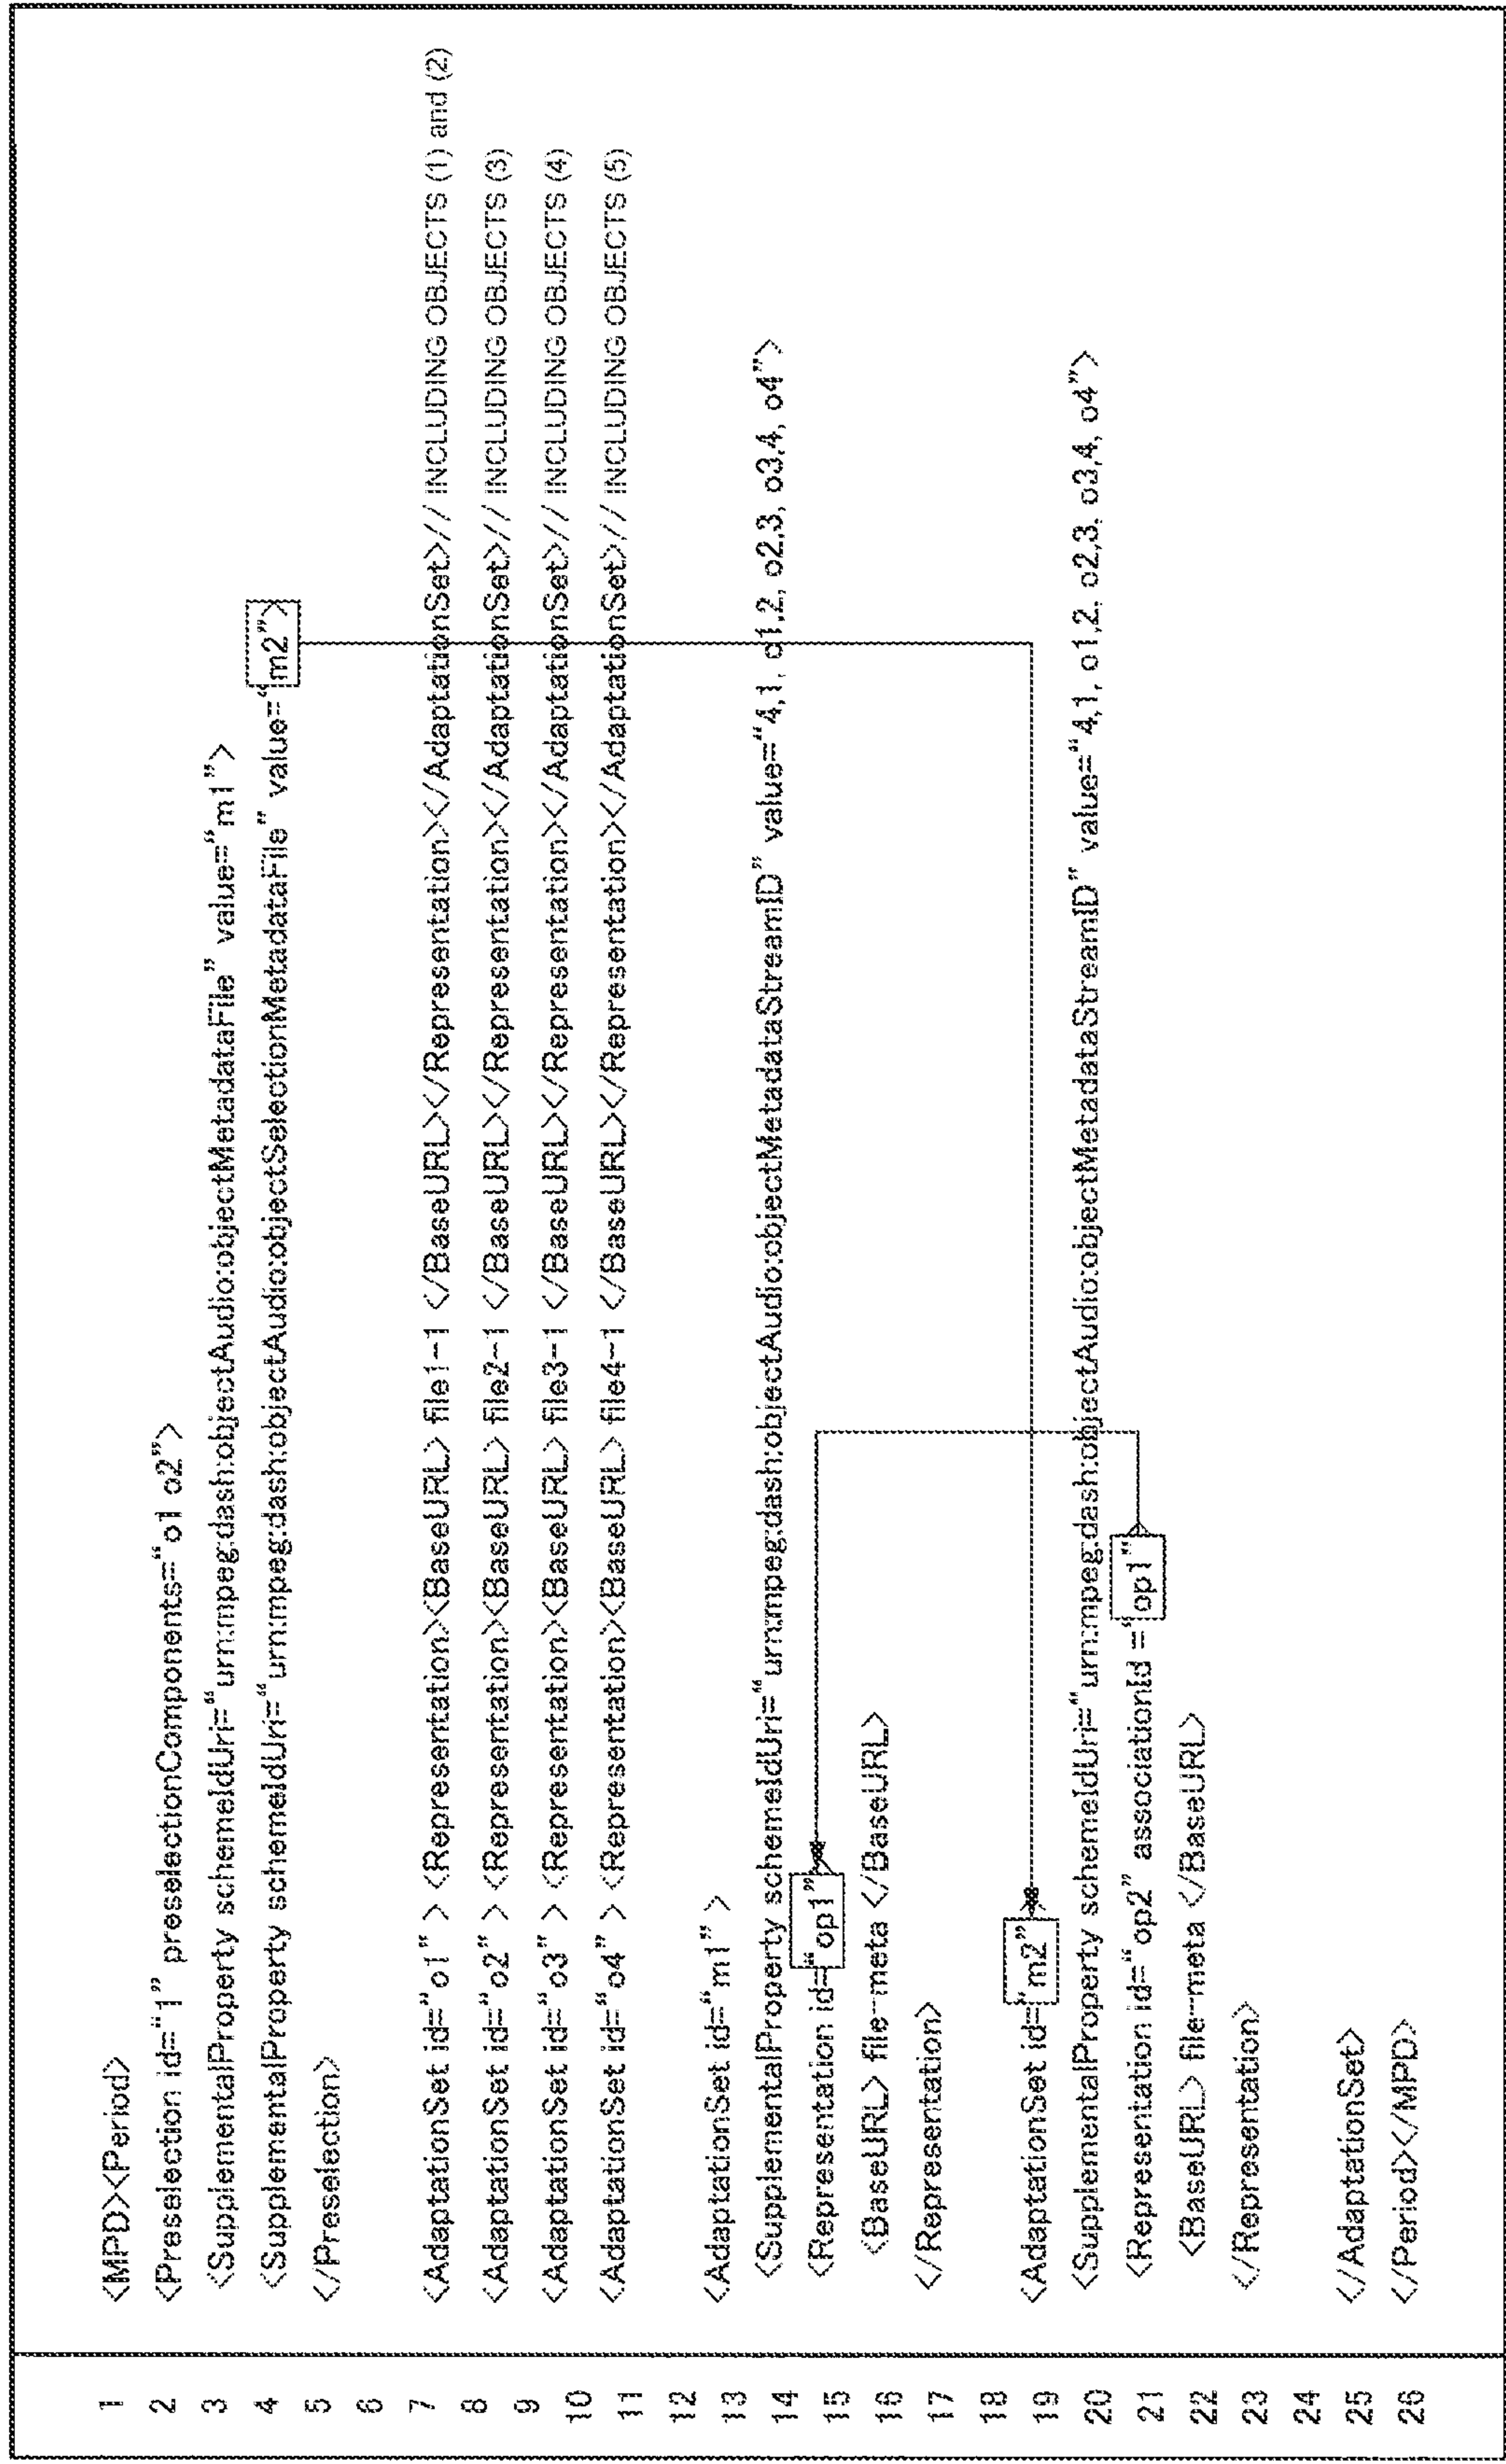 1 <MPD><Period>
2 <Preselection id="1" preselectionComponents="o1 o2">
3 <SupplementalProperty schemeIdUri="urn:mpeg:dash:objectAudio:objectMetadataFile" value="m1">
4 <SupplementalProperty schemeIdUri="urn:mpeg:dash:objectAudio:objectSelectionMetadataFile" value="m2">
5 </Preselection>
6
7 <AdaptationSet id="o1" > <Representation><BaseURL> file1-1 </BaseURL></Representation></AdaptationSet>// INCLUDING OBJECTS (1) and (2)
8 <AdaptationSet id="o2" > <Representation><BaseURL> file2-1 </BaseURL></Representation></AdaptationSet>// INCLUDING OBJECTS (3)
9 <AdaptationSet id="o3" > <Representation><BaseURL> file3-1 </BaseURL></Representation></AdaptationSet>// INCLUDING OBJECTS (4)
10 <AdaptationSet id="o4" > <Representation><BaseURL> file4-1 </BaseURL></Representation></AdaptationSet>// INCLUDING OBJECTS (5)
11
12
13 <AdaptationSet id="m1" >
14 <SupplementalProperty schemeIdUri="urn:mpeg:dash:objectAudio:objectMetadataStreamID" value="4,1, o1,2, o2,3, o3,4, o4">
15 <Representation id="op1">
16 <BaseURL> file-meta </BaseURL>
17 </Representation>
18
19 <AdaptationSet id="m2">
20 <SupplementalProperty schemeIdUri="urn:mpeg:dash:objectAudio:objectMetadataStreamID" value="4,1, o1,2, o2,3, o3,4, o4">
21 <Representation id="op2" associationId ="op1">
22 <BaseURL> file-meta </BaseURL>
23 </Representation>
24
25 </AdaptationSet>
26 </Period></MPD>